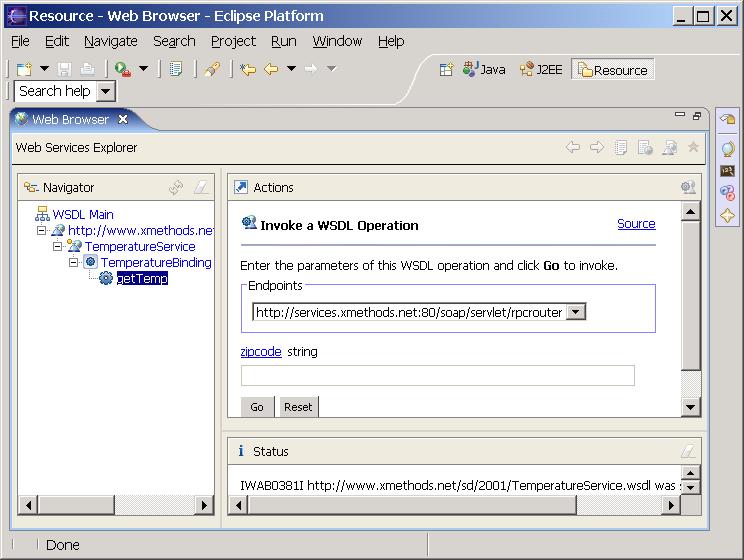 Resource - Web Browser - Eclipse Platform
File Edit Navigate Search Project Run Window Help
Java J2EE Resource
Search help
Web Browser
Web Services Explorer
Navigator
WSDL Main
http://www.xmethods.net
TemperatureService
TemperatureBinding
getTemp
Actions
Invoke a WSDL Operation Source
Enter the parameters of this WSDL operation and click Go to invoke.
Endpoints
http://services.xmethods.net:80/soap/servlet/rpcrouter
zipcode string
Go Reset
i Status
IWAB0381I http://www.xmethods.net/sd/2001/TemperatureService.wsdl was
Done